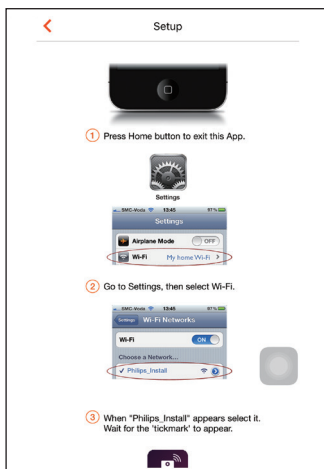 Setup
1 Press Home button to exit this App.
Settings
SMC-Voda 13:45 87%
Settings
Airplane Mode OFF
Wi-Fi My home Wi-Fi
2 Go to Settings, then select Wi-Fi.
SMC-Voda 13:45 87%
Settings Wi-Fi Networks
Wi-Fi ON
Choose a Network...
✓ Philips_Install
3 When "Philips_Install" appears select it.
Wait for the 'tickmark' to appear.